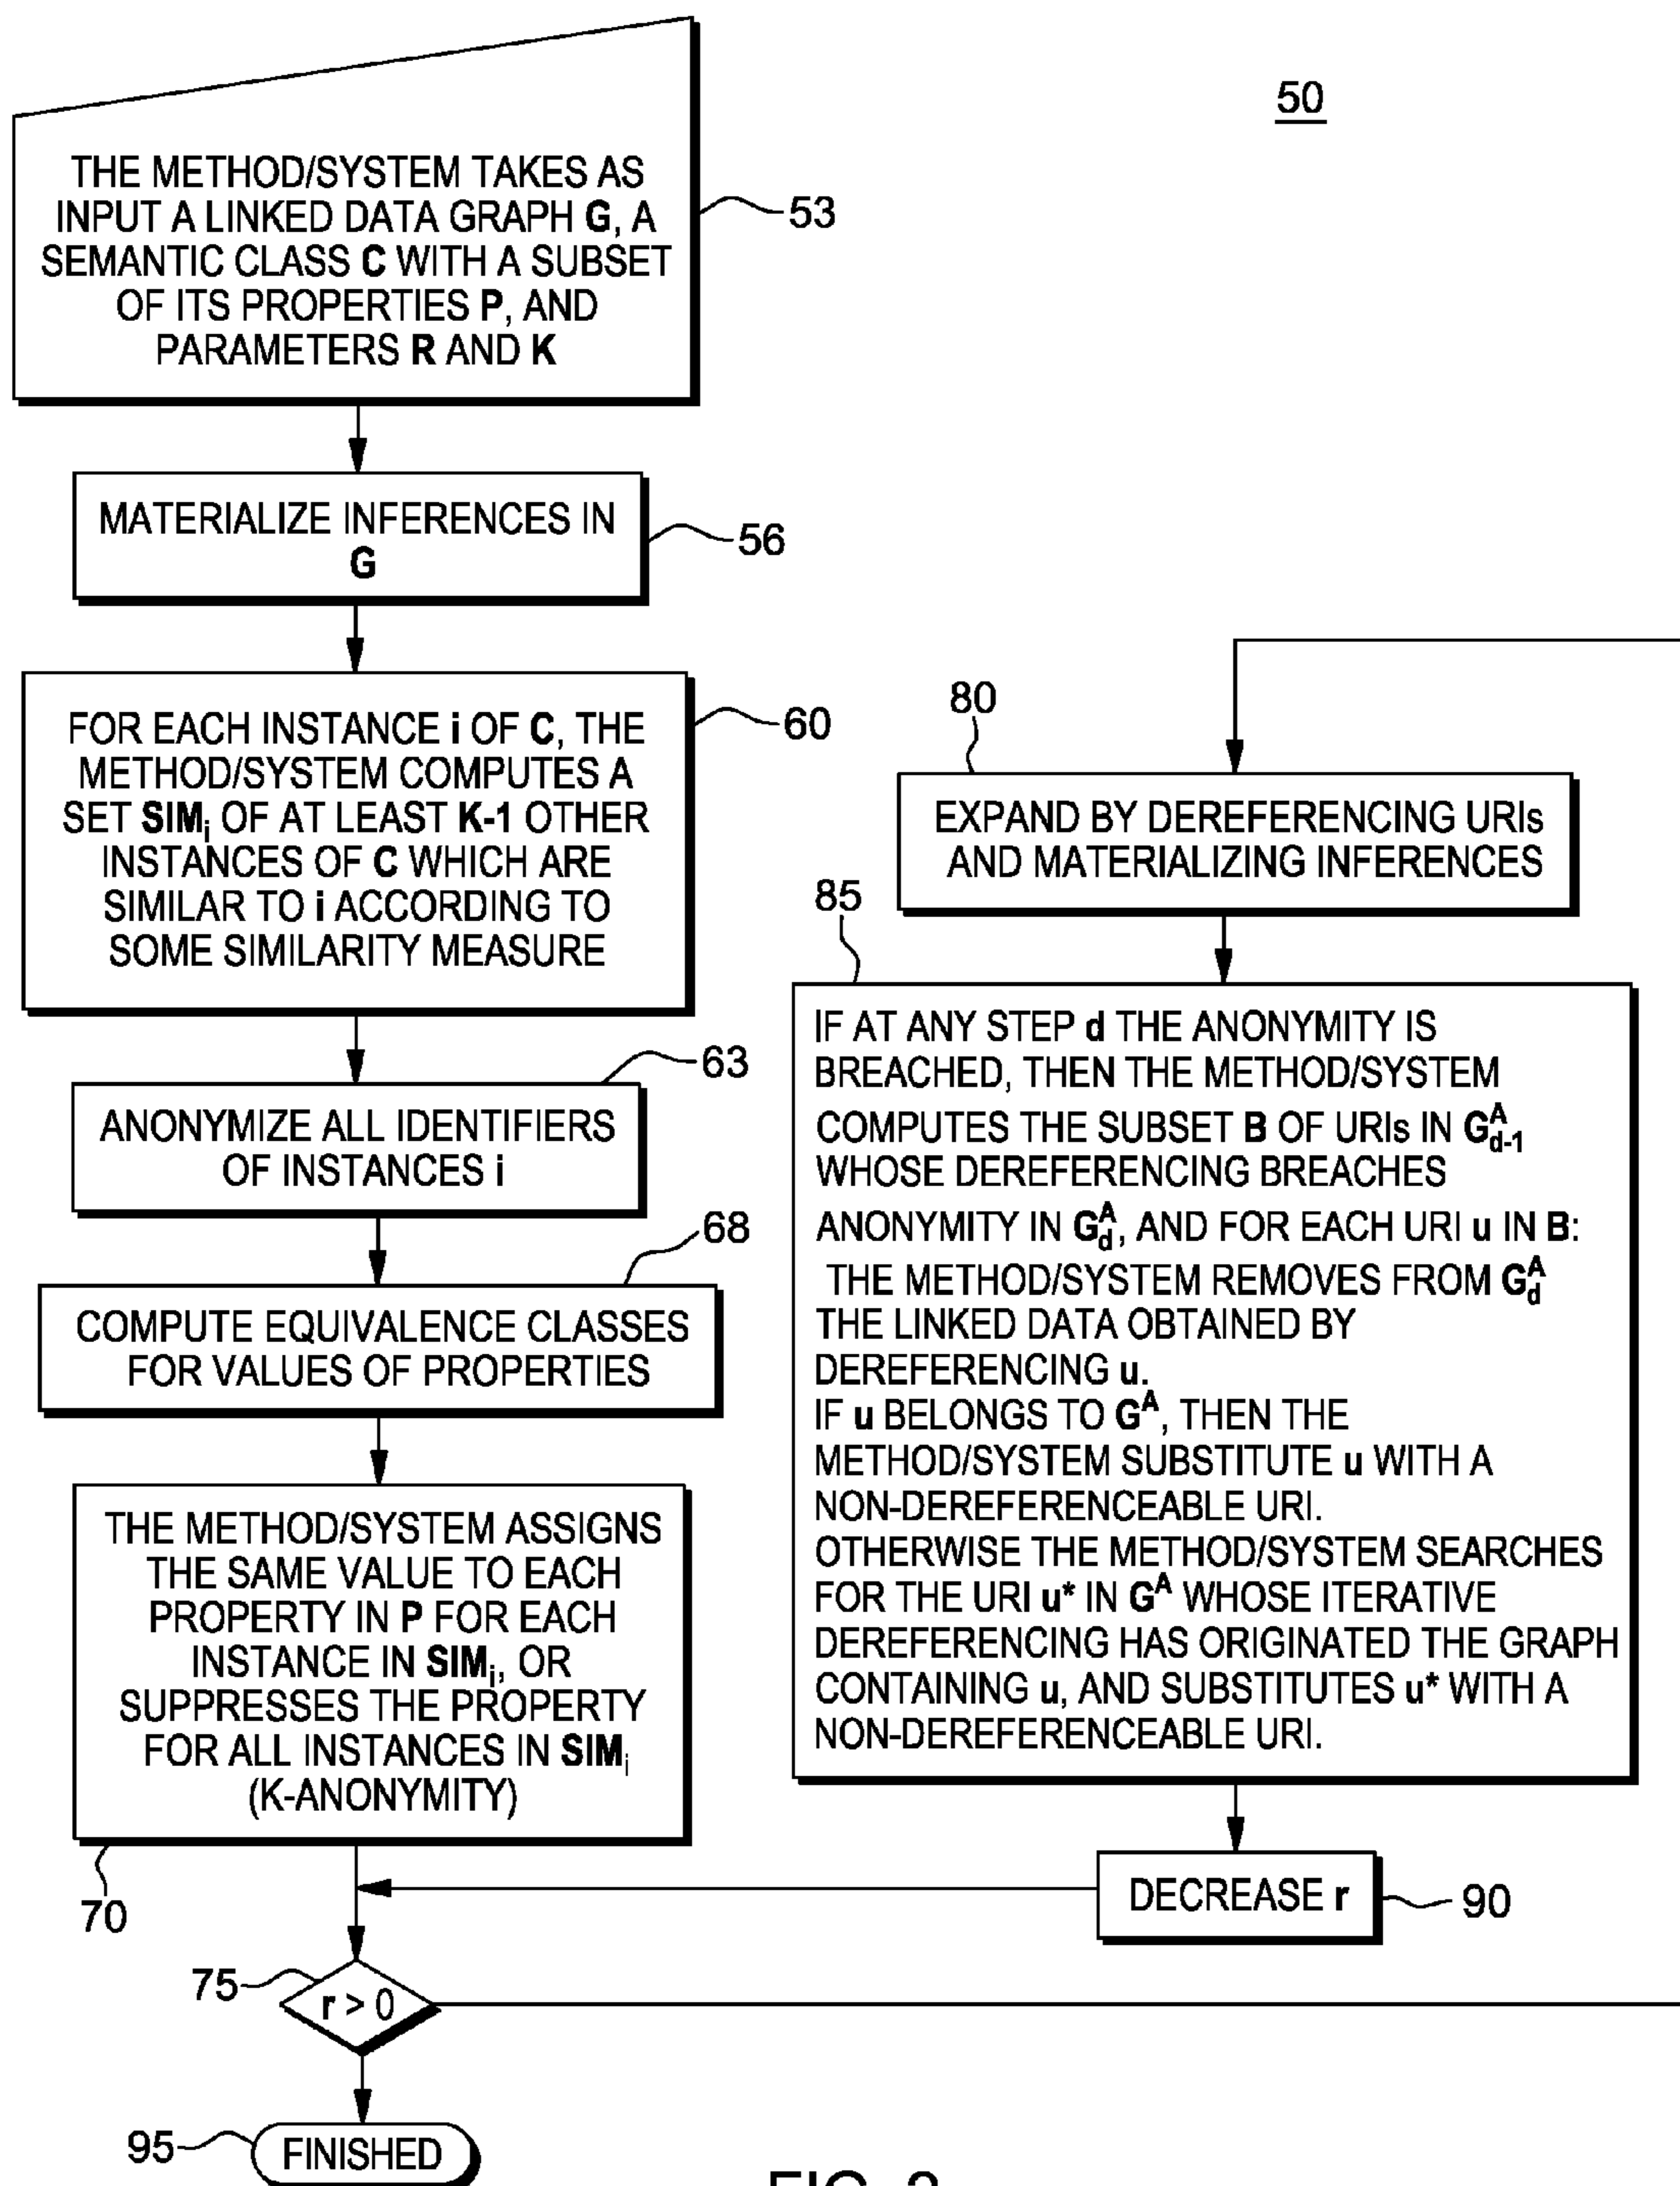 50
THE METHOD/SYSTEM TAKES AS
INPUT A LINKED DATA GRAPH G, A
SEMANTIC CLASS C WITH A SUBSET
OF ITS PROPERTIES P, AND
PARAMETERS R AND K
53
MATERIALIZE INFERENCES IN
G
56
FOR EACH INSTANCE i OF C, THE
METHOD/SYSTEM COMPUTES A
SET SIMi OF AT LEAST K-1 OTHER
INSTANCES OF C WHICH ARE
SIMILAR TO i ACCORDING TO
SOME SIMILARITY MEASURE
60
ANONYMIZE ALL IDENTIFIERS
OF INSTANCES i
63
COMPUTE EQUIVALENCE CLASSES
FOR VALUES OF PROPERTIES
68
THE METHOD/SYSTEM ASSIGNS
THE SAME VALUE TO EACH
PROPERTY IN P FOR EACH
INSTANCE IN SIMi, OR
SUPPRESSES THE PROPERTY
FOR ALL INSTANCES IN SIMi
(K-ANONYMITY)
70
75
r > 0
95
FINISHED
80
EXPAND BY DEREFERENCING URIs
AND MATERIALIZING INFERENCES
85
IF AT ANY STEP d THE ANONYMITY IS
BREACHED, THEN THE METHOD/SYSTEM
COMPUTES THE SUBSET B OF URIs IN G^A_d-1
WHOSE DEREFERENCING BREACHES
ANONYMITY IN G^A_d, AND FOR EACH URI u IN B:
THE METHOD/SYSTEM REMOVES FROM G^A_d
THE LINKED DATA OBTAINED BY
DEREFERENCING u.
IF u BELONGS TO G^A, THEN THE
METHOD/SYSTEM SUBSTITUTE u WITH A
NON-DEREFERENCEABLE URI.
OTHERWISE THE METHOD/SYSTEM SEARCHES
FOR THE URI u* IN G^A WHOSE ITERATIVE
DEREFERENCING HAS ORIGINATED THE GRAPH
CONTAINING u, AND SUBSTITUTES u* WITH A
NON-DEREFERENCEABLE URI.
DECREASE r
90